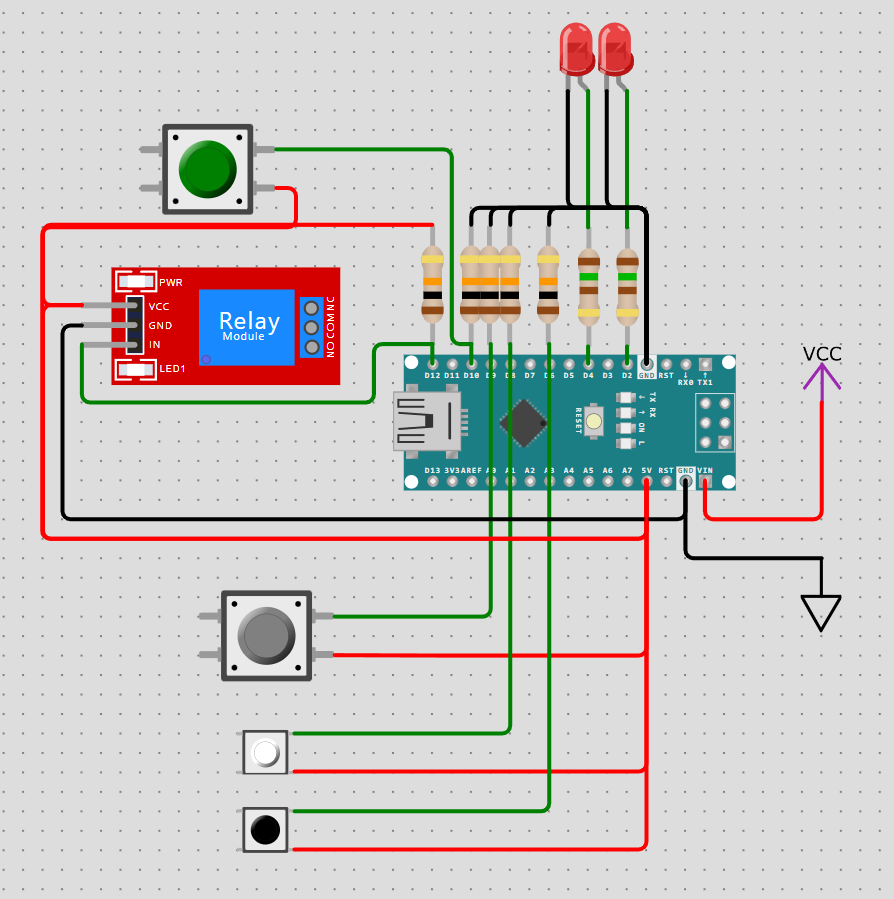 VCC
PWR
VCC
GND
IN
LED1
Relay
Module
NO COM NC
D12 D11 D10 D9 D8 D7 D6 D5 D4 D3 D2 GND RST RX0 TX1
RESET
TX
RX
ON
L
D13 3V3 AREF A0 A1 A2 A3 A4 A5 A6 A7 5V RST GND VIN